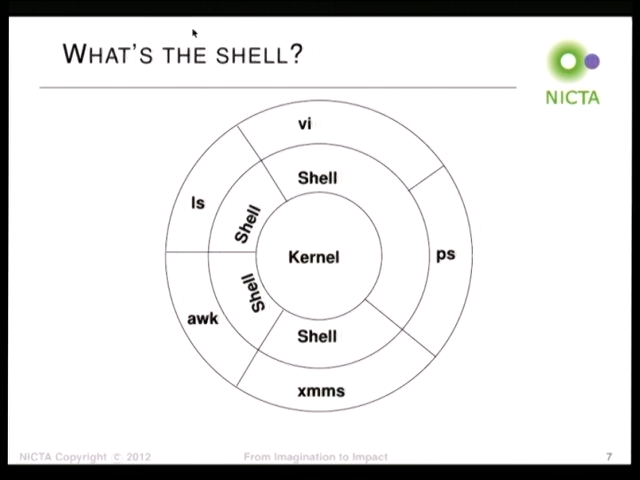 WHAT'S THE SHELL?
NICTA
vi
Shell
ls
Shell
Kernel
ps
Shell
awk
Shell
xmms
NICTA Copyright © 2012
From Imagination to Impact
7